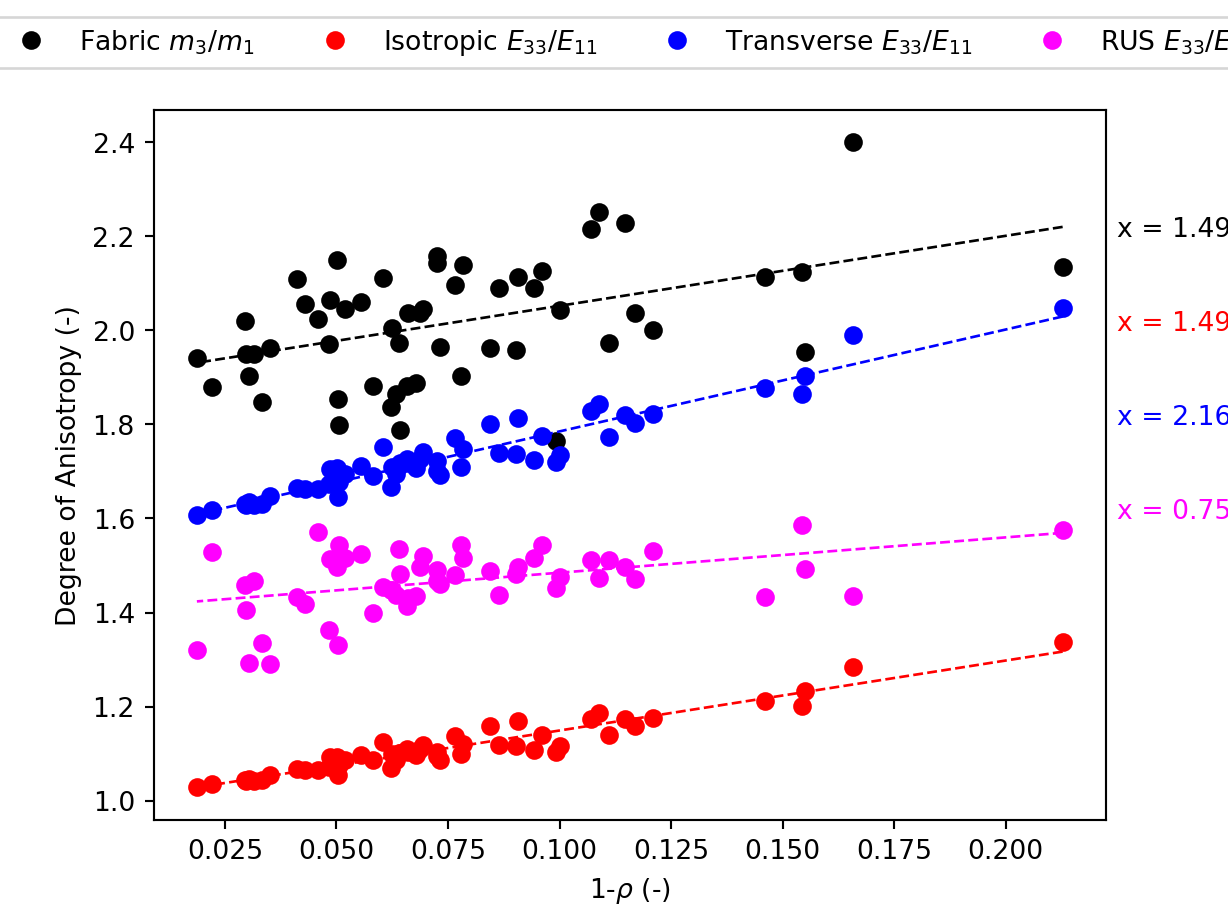 Fabric m₃/m₁ Isotropic E₃₃/E₁₁ Transverse E₃₃/E₁₁ RUS E₃₃/E
2.4
2.2
2.0
1.8
1.6
1.4
1.2
1.0
Degree of Anisotropy (-)
x = 1.49
x = 1.49
x = 2.16
x = 0.75
0.025 0.050 0.075 0.100 0.125 0.150 0.175 0.200
1-ρ (-)